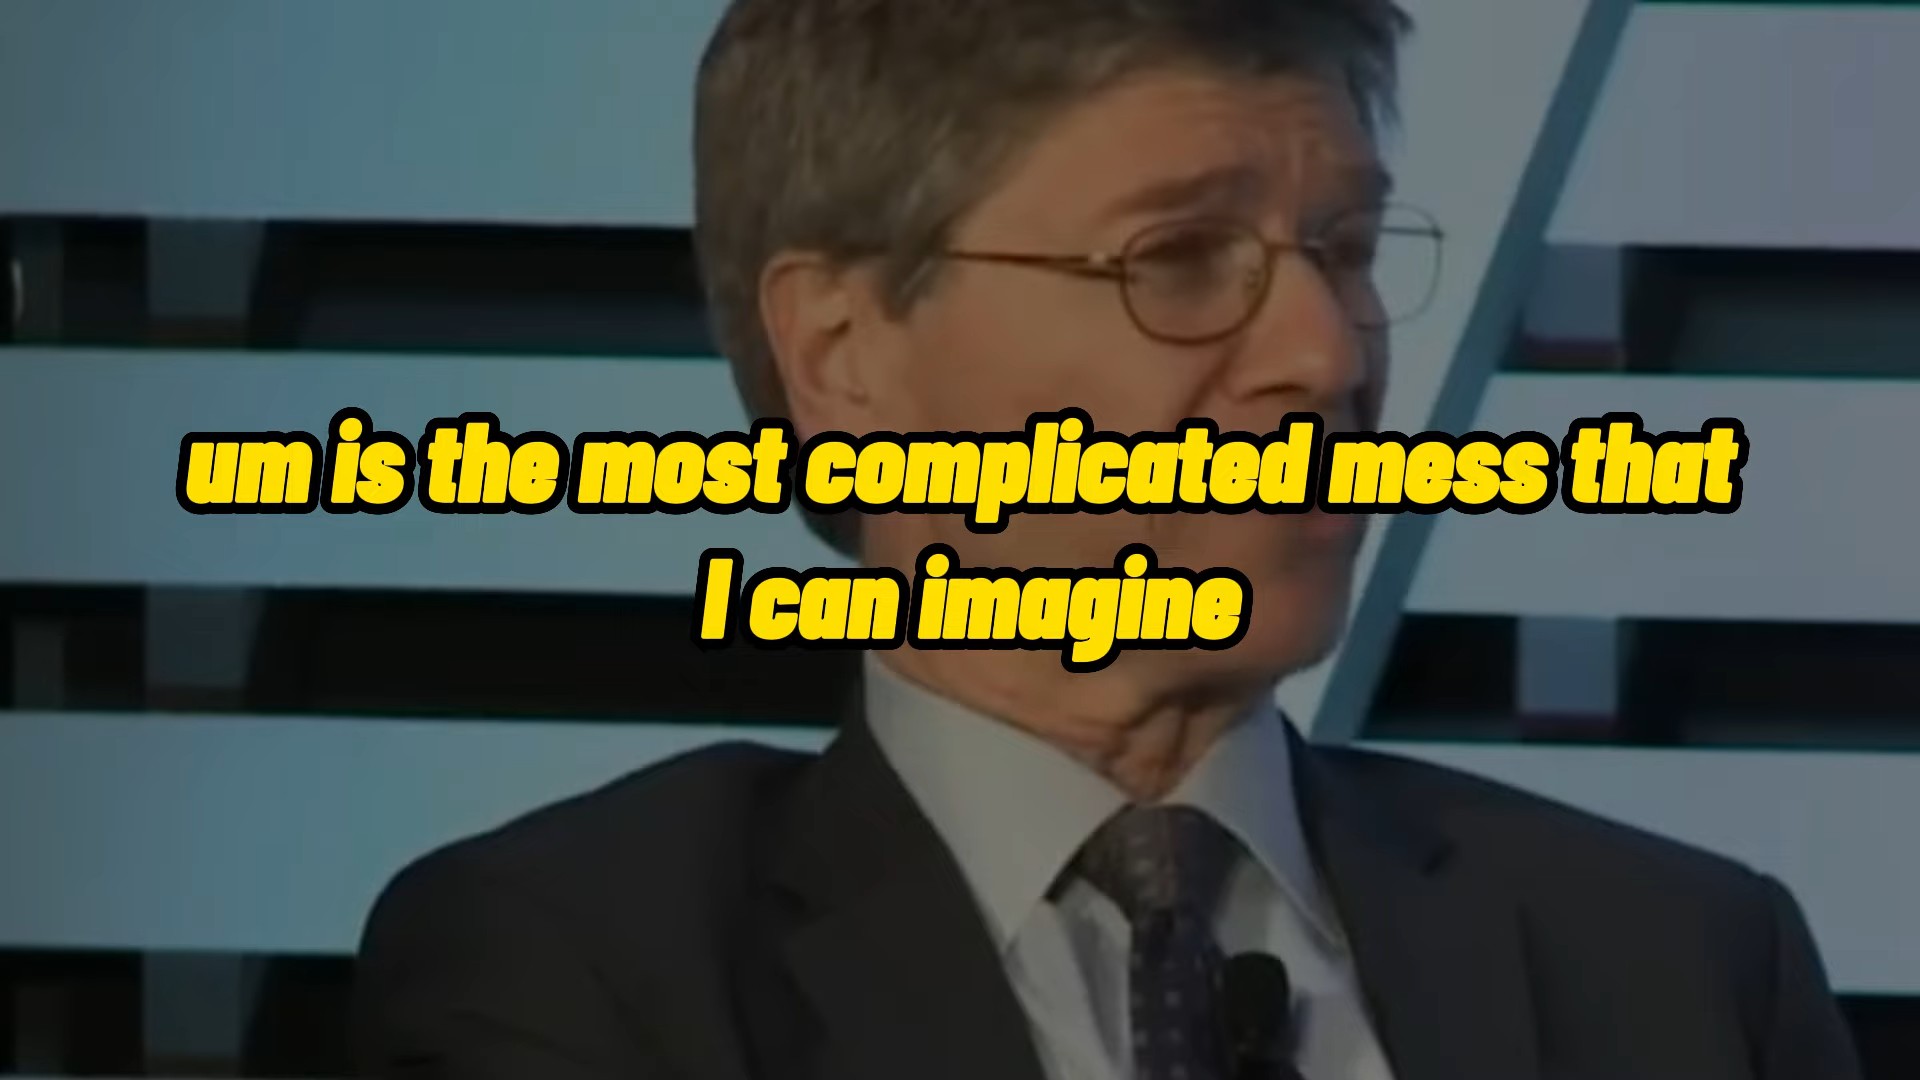 um is the most complicated mess that
I can imagine